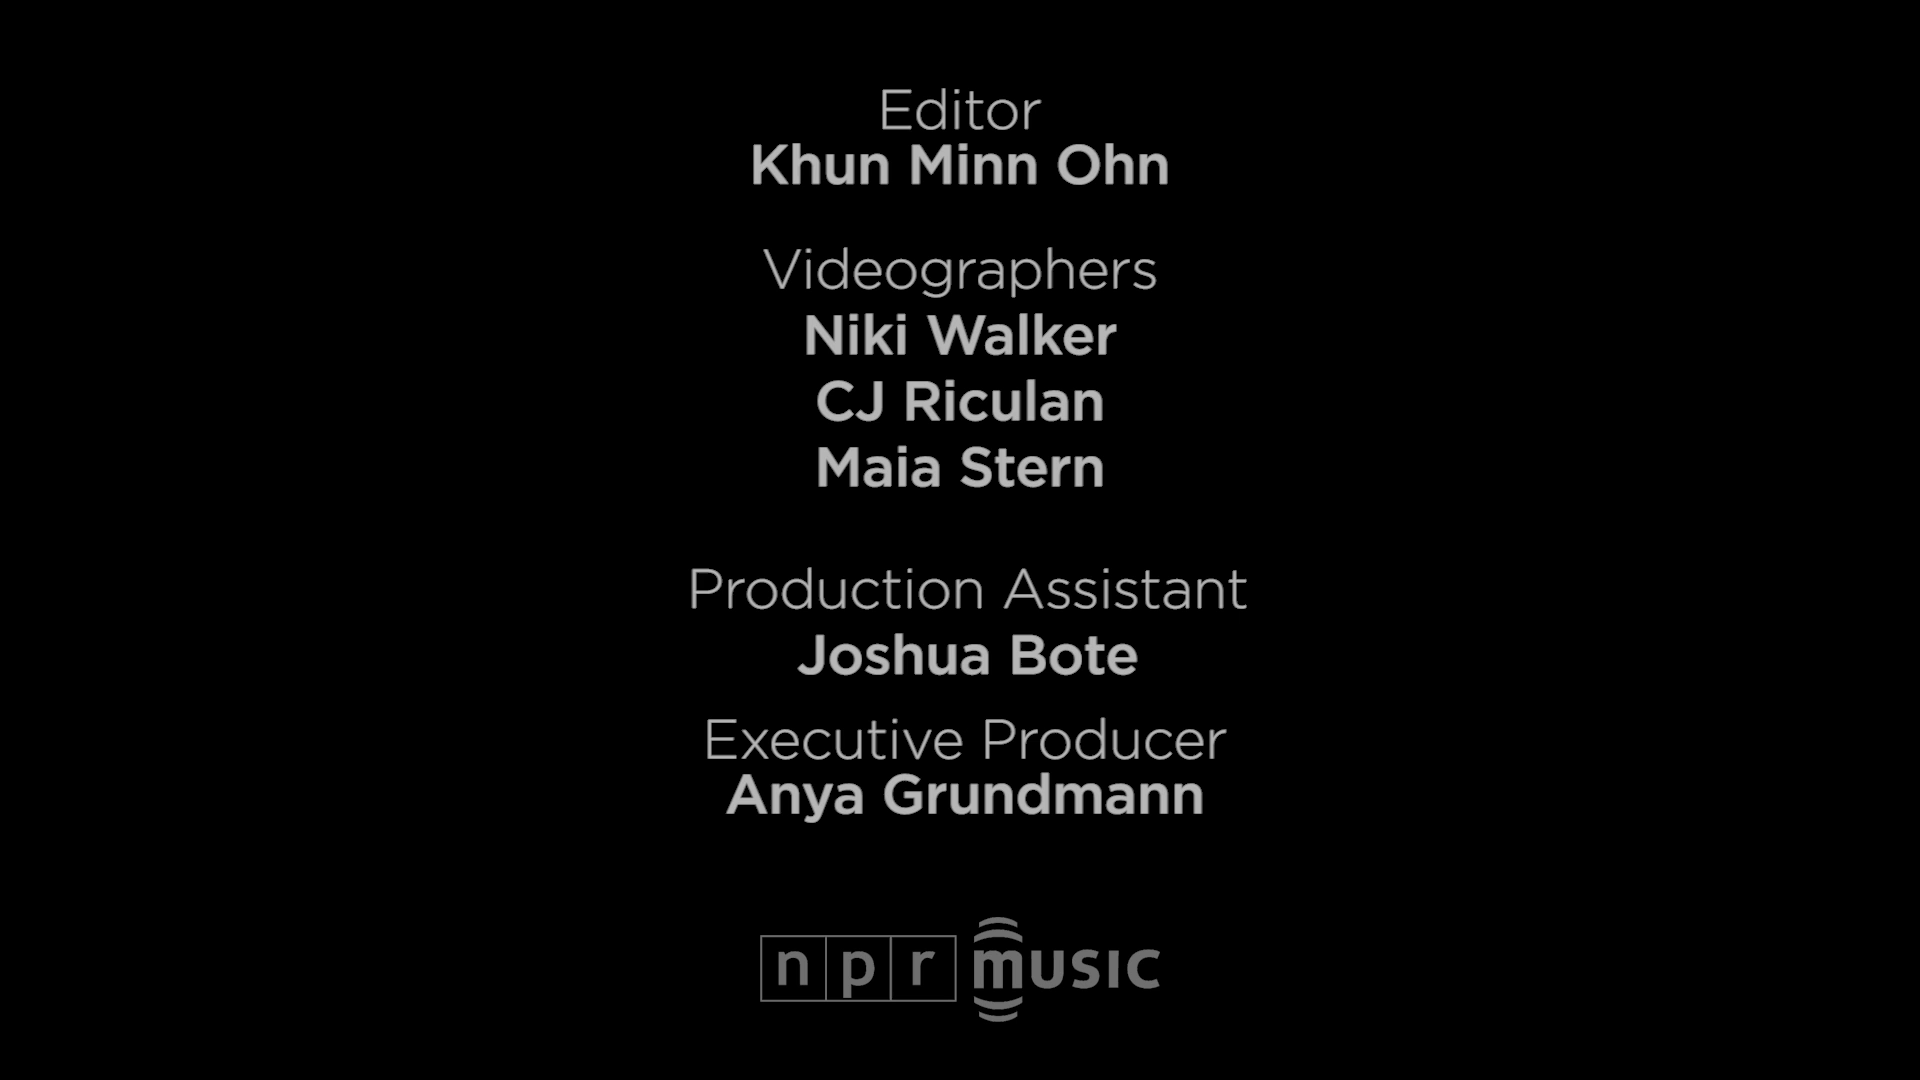 Editor
Khun Minn Ohn
Videographers
Niki Walker
CJ Riculan
Maia Stern
Production Assistant
Joshua Bote
Executive Producer
Anya Grundmann
npr music